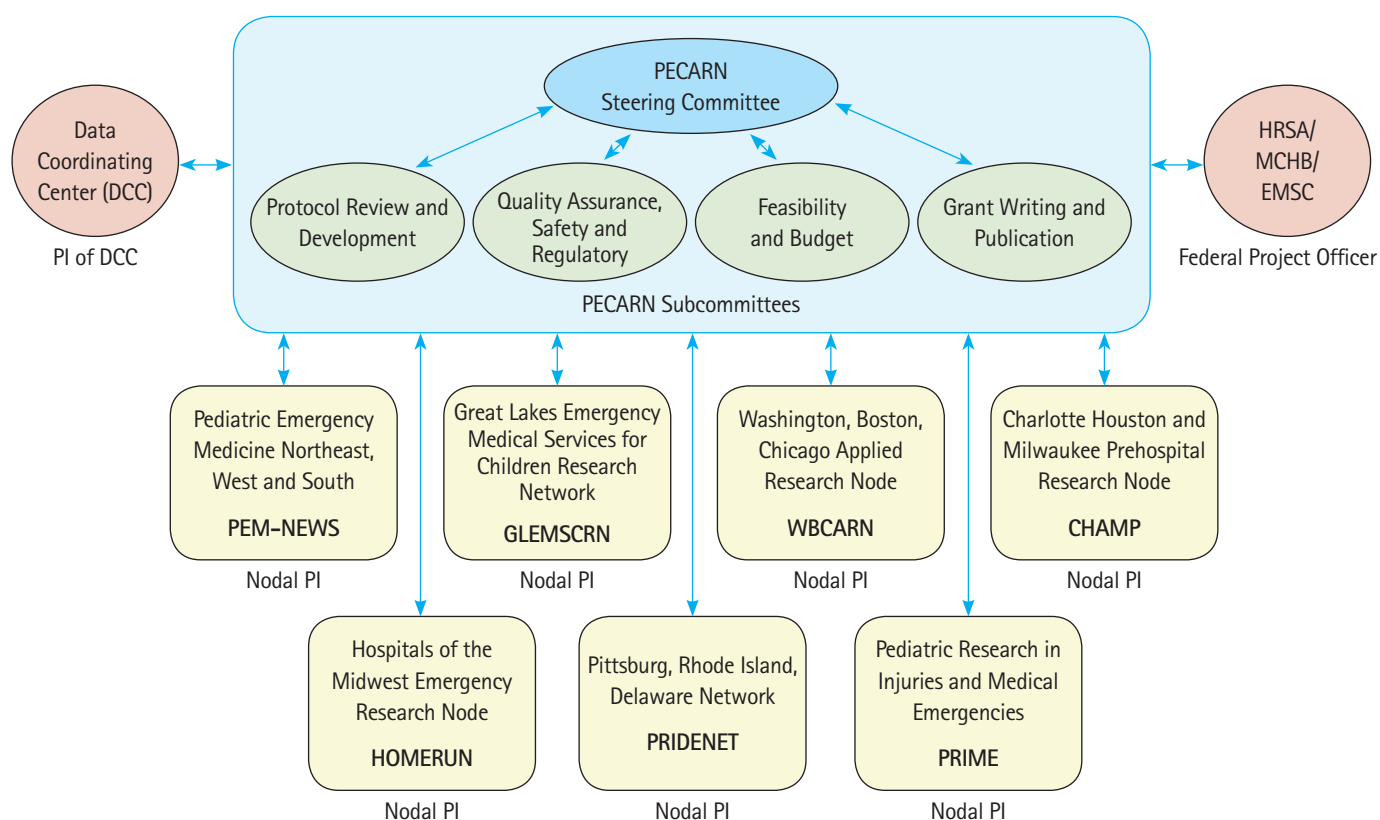 PECARN
Steering Committee
Data
Coordinating
Center (DCC)
PI of DCC
HRSA/
MCHB/
EMSC
Federal Project Officer
Protocol Review and
Development
Quality Assurance,
Safety and
Regulatory
Feasibility
and Budget
Grant Writing and
Publication
PECARN Subcommittees
Pediatric Emergency
Medicine Northeast,
West and South
PEM-NEWS
Nodal PI
Great Lakes Emergency
Medical Services for
Children Research
Network
GLEMSCRN
Nodal PI
Washington, Boston,
Chicago Applied
Research Node
WBCARN
Nodal PI
Charlotte Houston and
Milwaukee Prehospital
Research Node
CHAMP
Nodal PI
Hospitals of the
Midwest Emergency
Research Node
HOMERUN
Nodal PI
Pittsburg, Rhode Island,
Delaware Network
PRIDENET
Nodal PI
Pediatric Research in
Injuries and Medical
Emergencies
PRIME
Nodal PI